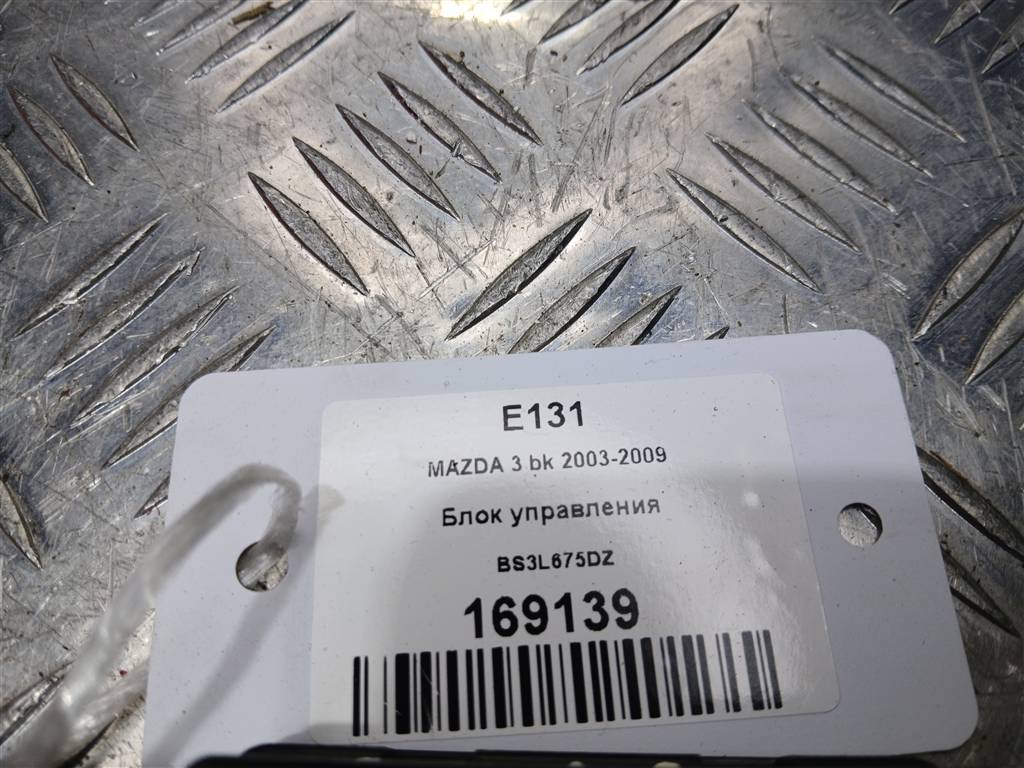 E131
MAZDA 3 bk 2003-2009
Блок управления
BS3L675DZ
169139